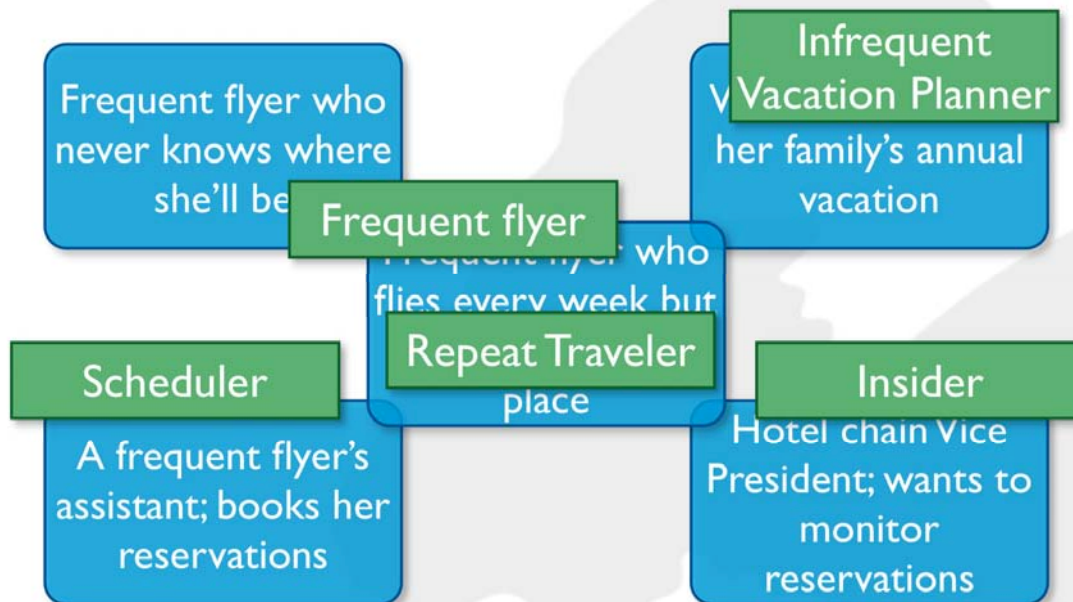 Infrequent
Vacation Planner
Frequent flyer who
never knows where
she'll be
her family's annual
vacation
Frequent flyer
Frequent flyer who
flies every week but
Repeat Traveler
place
Scheduler
A frequent flyer's
assistant; books her
reservations
Insider
Hotel chain Vice
President; wants to
monitor
reservations